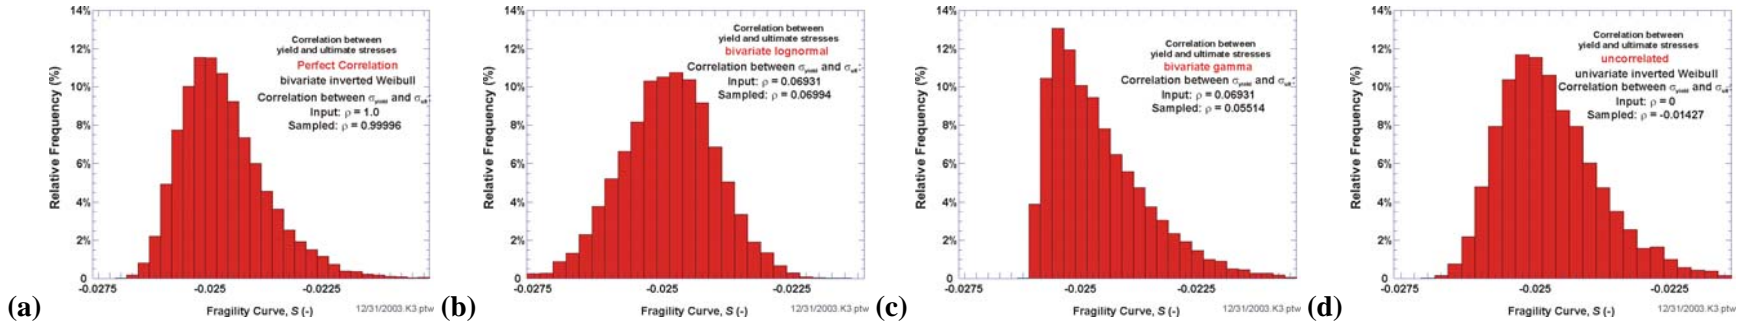 14%
12%
10%
8%
6%
4%
2%
Relative Frequency (%)
Correlation between
yield and ultimate stresses
Perfect Correlation
bivariate inverted Weibull
Correlation between σyield and σult:
Input: ρ = 1.0
Sampled: ρ = 0.99996
-0.0275
-0.025
-0.0225
Fragility Curve, S (-)
12/31/2003.K3.ptw
(a)
14%
12%
10%
8%
6%
4%
2%
Relative Frequency (%)
Correlation between
yield and ultimate stresses
bivariate lognormal
Correlation between σyield and σult:
Input: ρ = 0.06931
Sampled: ρ = 0.06994
-0.0275
-0.025
-0.0225
Fragility Curve, S (-)
12/31/2003.K3.ptw
(b)
14%
12%
10%
8%
6%
4%
2%
Relative Frequency (%)
Correlation between
yield and ultimate stresses
bivariate gamma
Correlation between σyield and σult:
Input: ρ = 0.06931
Sampled: ρ = 0.05514
-0.0275
-0.025
-0.0225
Fragility Curve, S (-)
12/31/2003.K3.ptw
(c)
14%
12%
10%
8%
6%
4%
2%
Relative Frequency (%)
Correlation between
yield and ultimate stresses
uncorrelated
univariate inverted Weibull
Correlation between σyield and σult:
Input: ρ = 0
Sampled: ρ = -0.01427
-0.0275
-0.025
-0.0225
Fragility Curve, S (-)
12/31/2003.K3.ptw
(d)